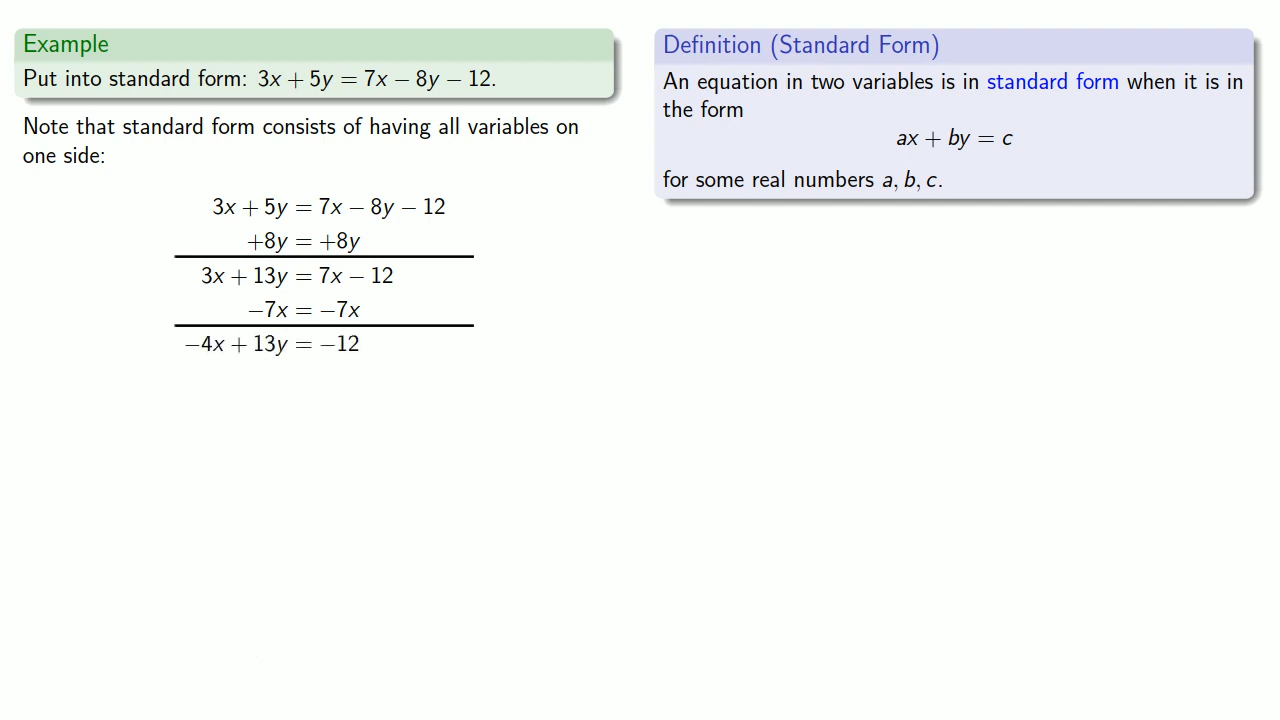 Example
Put into standard form: 3x + 5y = 7x − 8y − 12.
Note that standard form consists of having all variables on
one side:
3x + 5y = 7x − 8y − 12
+8y = +8y
3x + 13y = 7x − 12
−7x = −7x
−4x + 13y = −12
Definition (Standard Form)
An equation in two variables is in standard form when it is in
the form
ax + by = c
for some real numbers a, b, c.